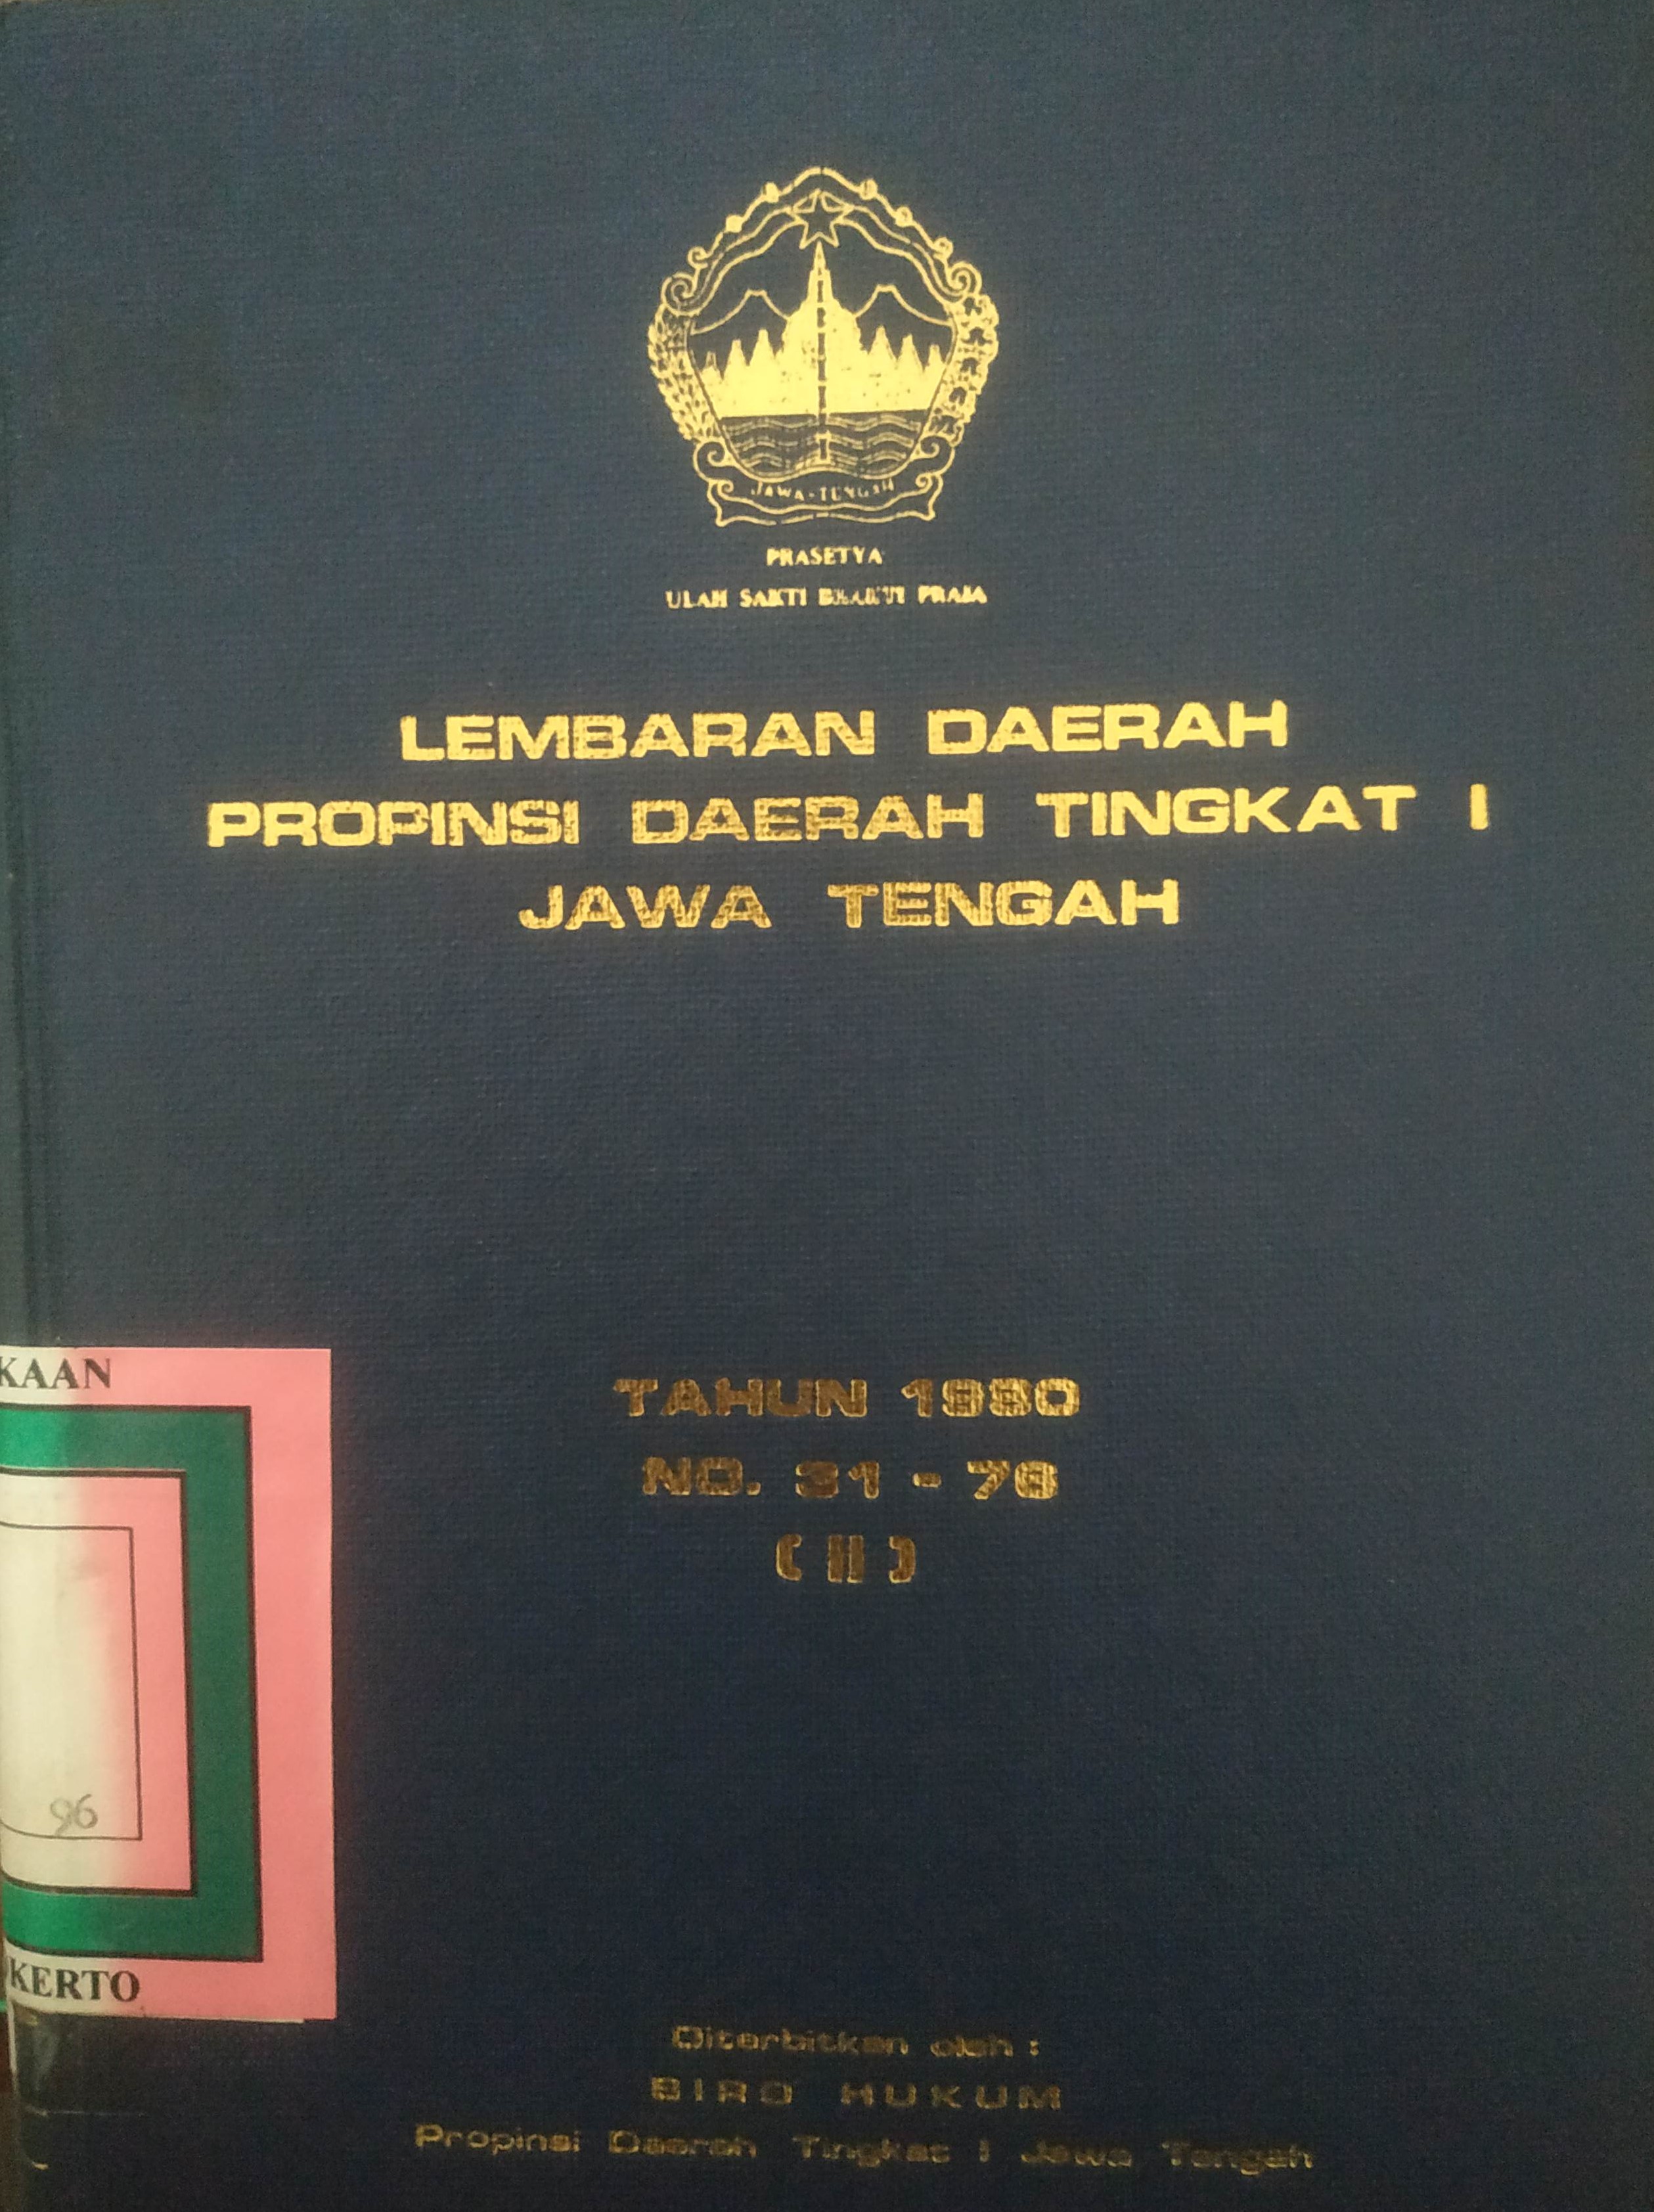 JAWA-TENGAH
PRASETYA
ULAH SAKTI BHAKTI PRAJA
LEMBARAN DAERAH
PROPINSI DAERAH TINGKAT I
JAWA TENGAH
KAAN
96
KERTO
TAHUN 1980
NO. 31 - 76
( II )
Diterbitkan oleh :
BIRO HUKUM
Propinsi Daerah Tingkat I Jawa Tengah